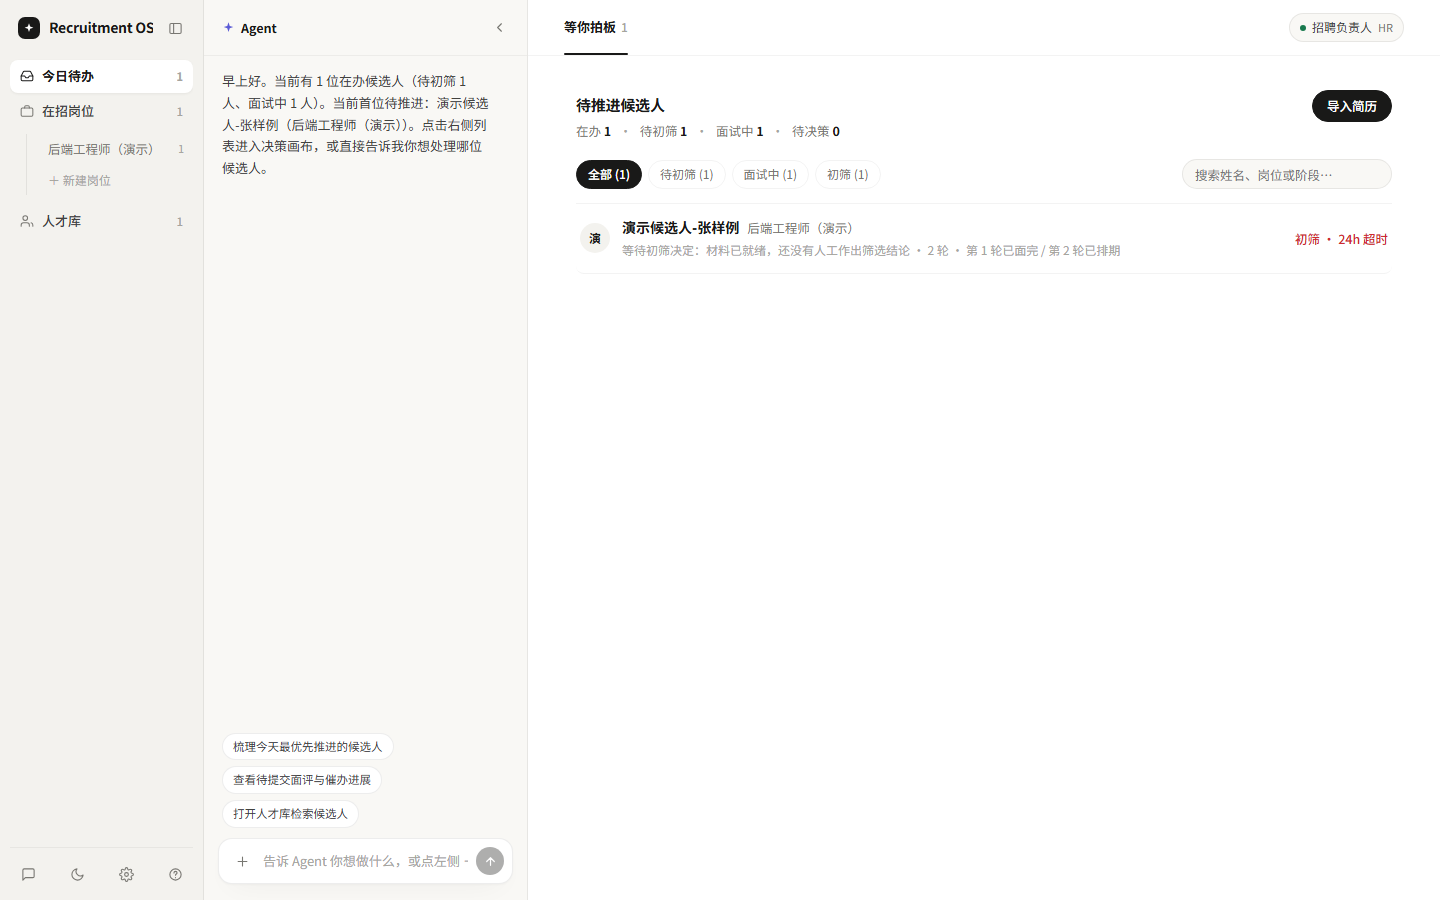 Recruitment OS
今日待办 1
在招岗位 1
后端工程师（演示） 1
+ 新建岗位
人才库 1
Agent
早上好。当前有 1 位在办候选人（待初筛 1
人、面试中 1 人）。当前首位待推进：演示候选
人-张样例（后端工程师（演示））。点击右侧列
表进入决策画布，或直接告诉我你想处理哪位
候选人。
梳理今天最优先推进的候选人
查看待提交面评与催办进展
打开人才库检索候选人
告诉 Agent 你想做什么，或点左侧
等你拍板 1
招聘负责人 HR
待推进候选人
导入简历
在办 1 · 待初筛 1 · 面试中 1 · 待决策 0
全部 (1) 待初筛 (1) 面试中 (1) 初筛 (1)
搜索姓名、岗位或阶段…
演
演示候选人-张样例 后端工程师（演示）
等待初筛决定：材料已就绪，还没有人工作出筛选结论 · 2 轮 · 第 1 轮已面完 / 第 2 轮已排期
初筛 · 24h 超时